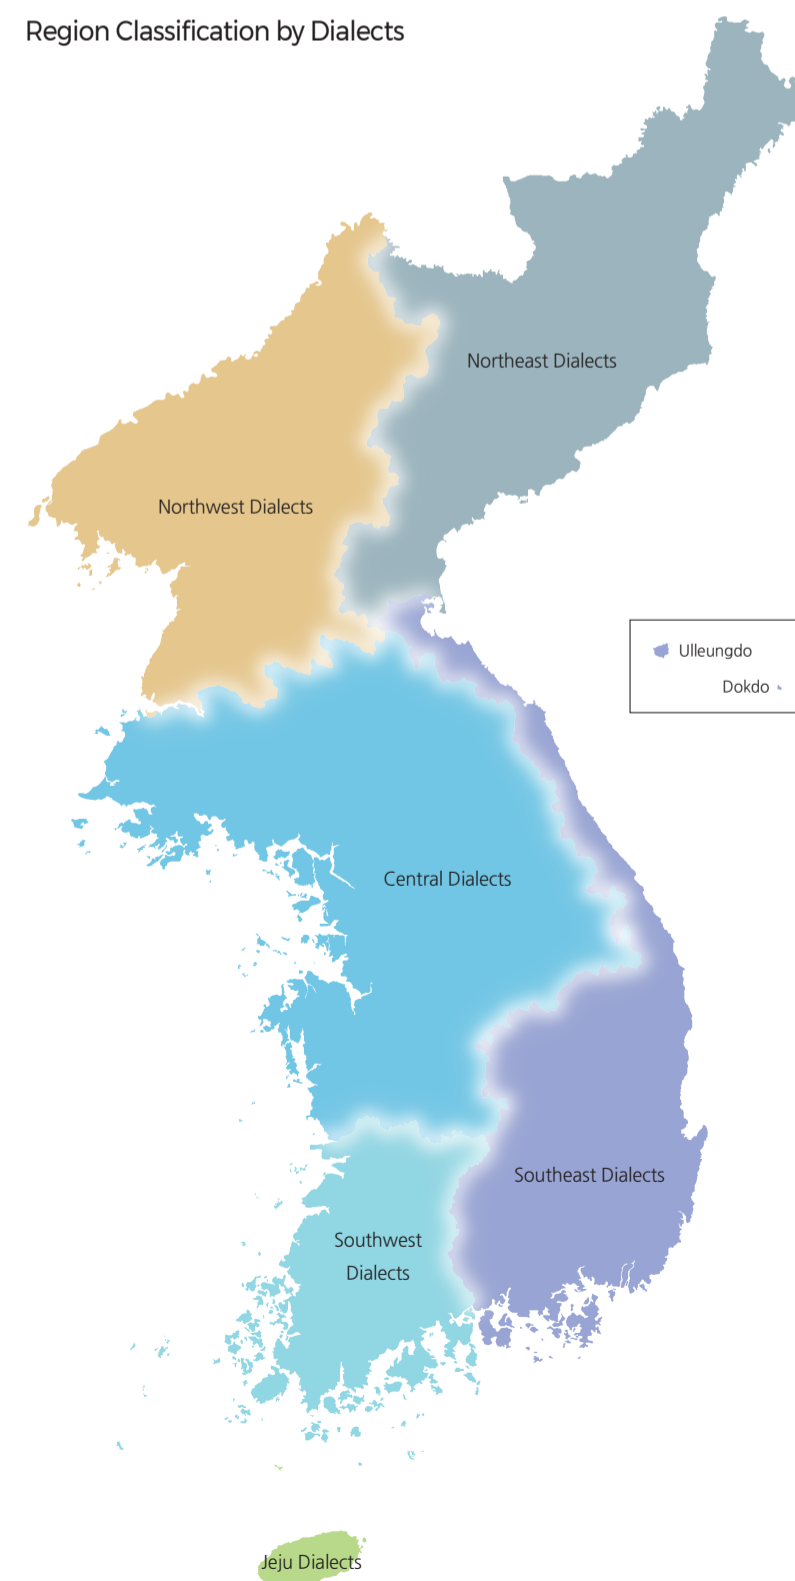 Region Classification by Dialects
Northeast Dialects
Northwest Dialects
Ulleungdo
Dokdo
Central Dialects
Southeast Dialects
Southwest
Dialects
Jeju Dialects